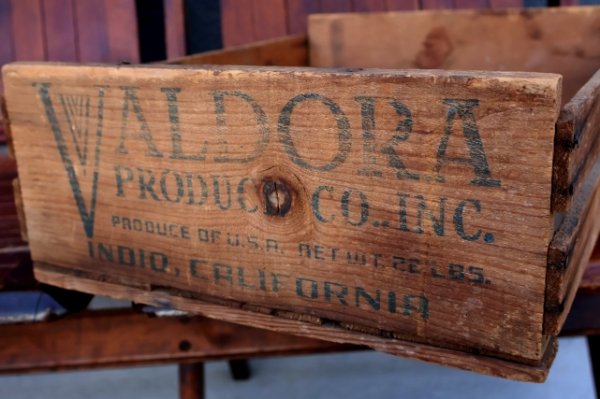 VALDORA
PRODUCE CO., INC.
PRODUCE OF U.S.A. NET WT. 22 LBS.
INDIO, CALIFORNIA